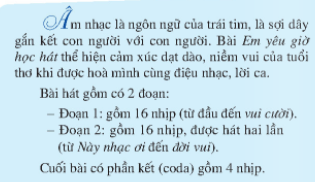 Âm nhạc là ngôn ngữ của trái tim, là sợi dây
gắn kết con người với con người. Bài Em yêu giờ
học hát thể hiện cảm xúc dạt dào, niềm vui của tuổi
thơ khi được hoà mình cùng điệu nhạc, lời ca.
Bài hát gồm có 2 đoạn:
– Đoạn 1: gồm 16 nhịp (từ đầu đến vui cười).
– Đoạn 2: gồm 16 nhịp, được hát hai lần
(từ Này nhạc ơi đến đời vui).
Cuối bài có phần kết (coda) gồm 4 nhịp.